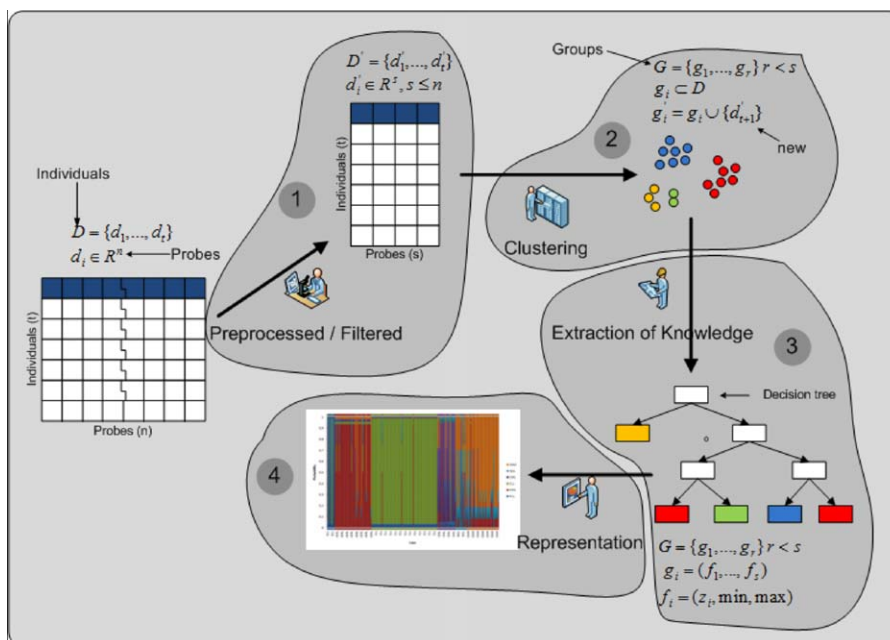 Individuals
D = {d₁,..., dₜ}
dᵢ ∈ Rⁿ
Probes
Individuals (t)
Probes (n)
1
D' = {d'₁,..., d'ₜ}
d'ᵢ ∈ Rˢ, s ≤ n
Individuals (t)
Probes (s)
Preprocessed / Filtered
Groups
G = {g₁,..., gᵣ} r < s
gᵢ ⊂ D
g'ᵢ = gᵢ ∪ {d'ₜ₊₁}
new
2
Clustering
Extraction of Knowledge
3
Decision tree
G = {g₁,..., gᵣ} r < s
gᵢ = (f₁,..., fₛ)
fᵢ = (zᵢ, min, max)
4
Representation